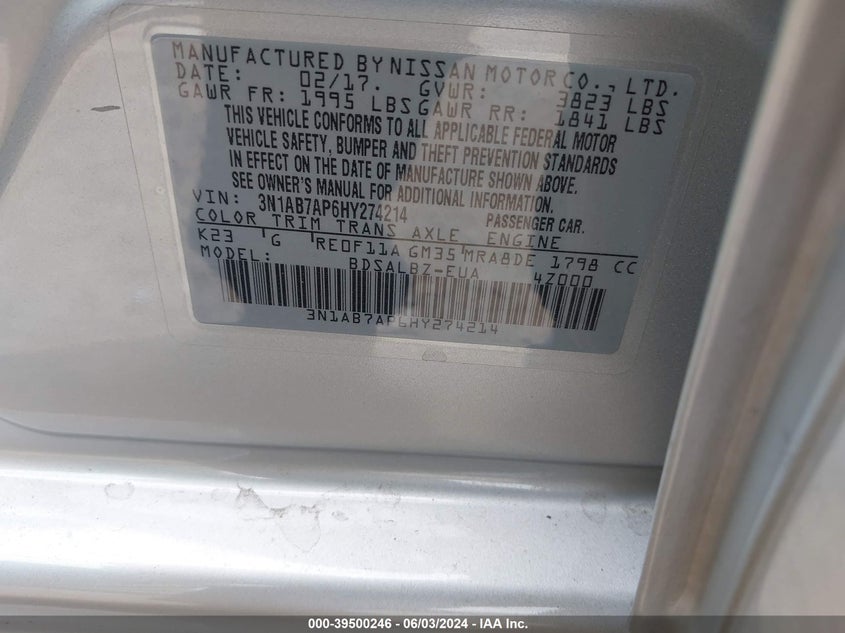 MANUFACTURED BY NISSAN MOTOR CO., LTD.
DATE: 02/17. GVWR: 3823 LBS
GAWR FR: 1995 LBS GAWR RR: 1841 LBS
THIS VEHICLE CONFORMS TO ALL APPLICABLE FEDERAL MOTOR
VEHICLE SAFETY, BUMPER AND THEFT PREVENTION STANDARDS
IN EFFECT ON THE DATE OF MANUFACTURE SHOWN ABOVE.
SEE OWNER'S MANUAL FOR ADDITIONAL INFORMATION.
VIN: 3N1AB7AP6HY274214 PASSENGER CAR.
COLOR TRIM TRANS AXLE ENGINE
K23 G RE0F11A GM35 MRA8DE 1798 CC
MODEL: BDSALBZ-EUA 4Z000
3N1AB7AP6HY274214
000-39500246 - 06/03/2024 - IAA Inc.